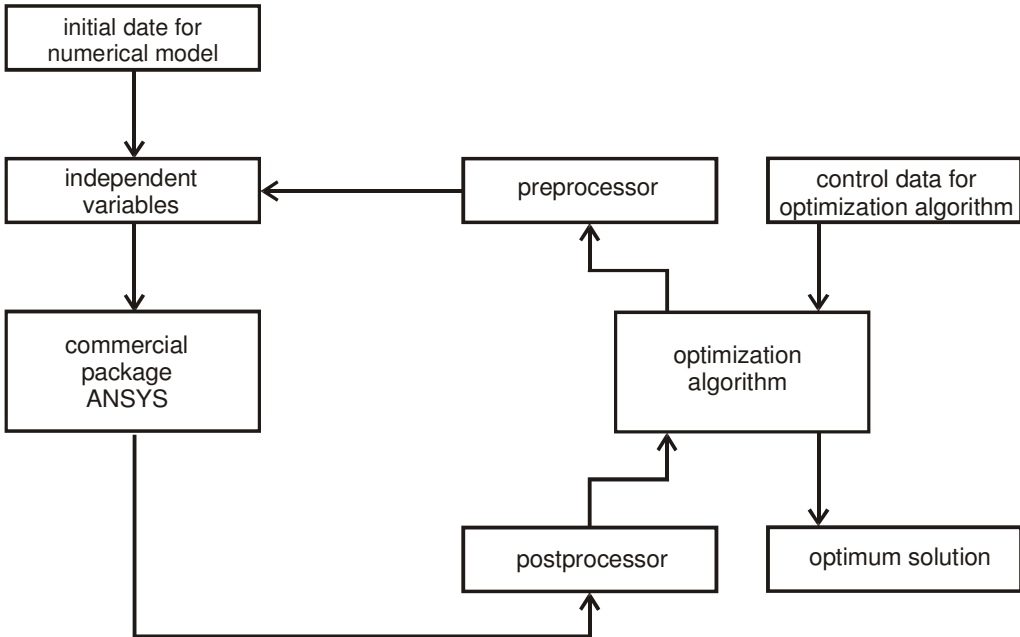 initial date for
numerical model
independent
variables
preprocessor
control data for
optimization algorithm
commercial
package
ANSYS
optimization
algorithm
postprocessor
optimum solution